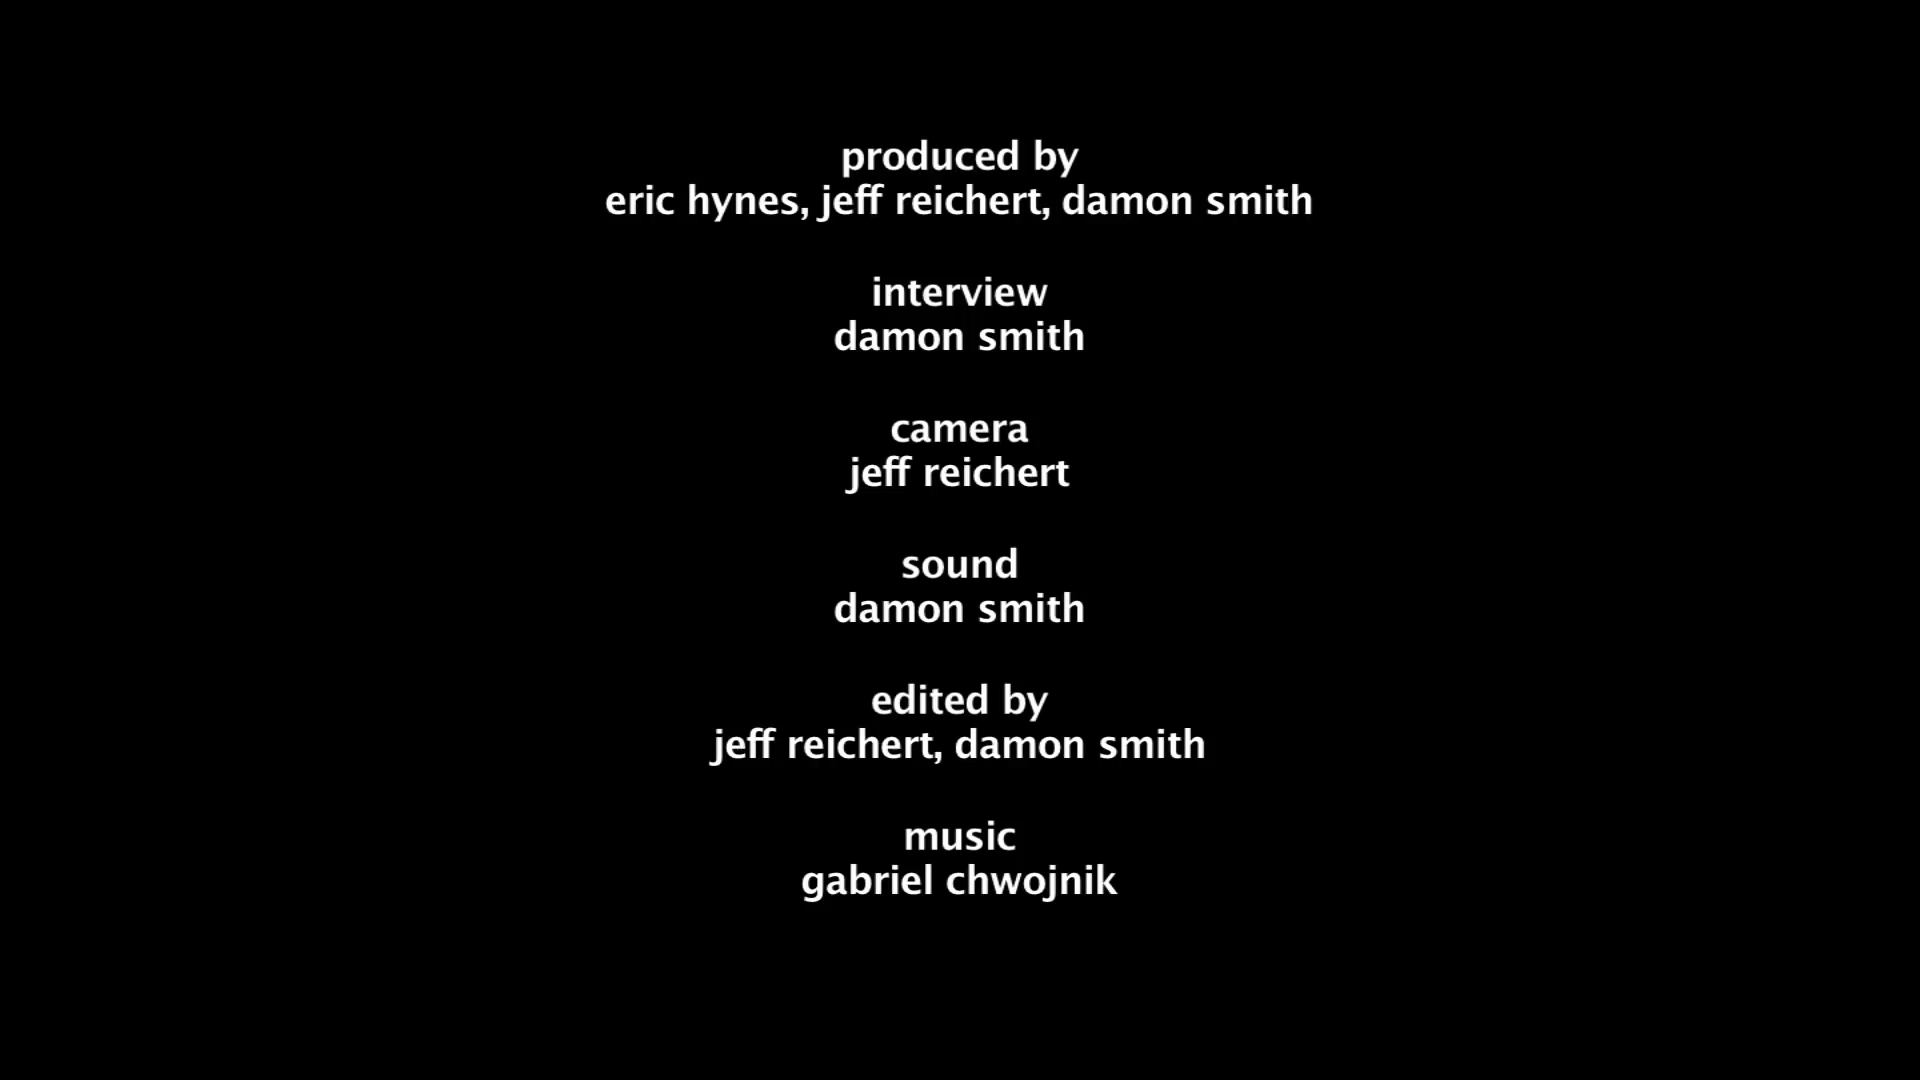 produced by
eric hynes, jeff reichert, damon smith
interview
damon smith
camera
jeff reichert
sound
damon smith
edited by
jeff reichert, damon smith
music
gabriel chwojnik